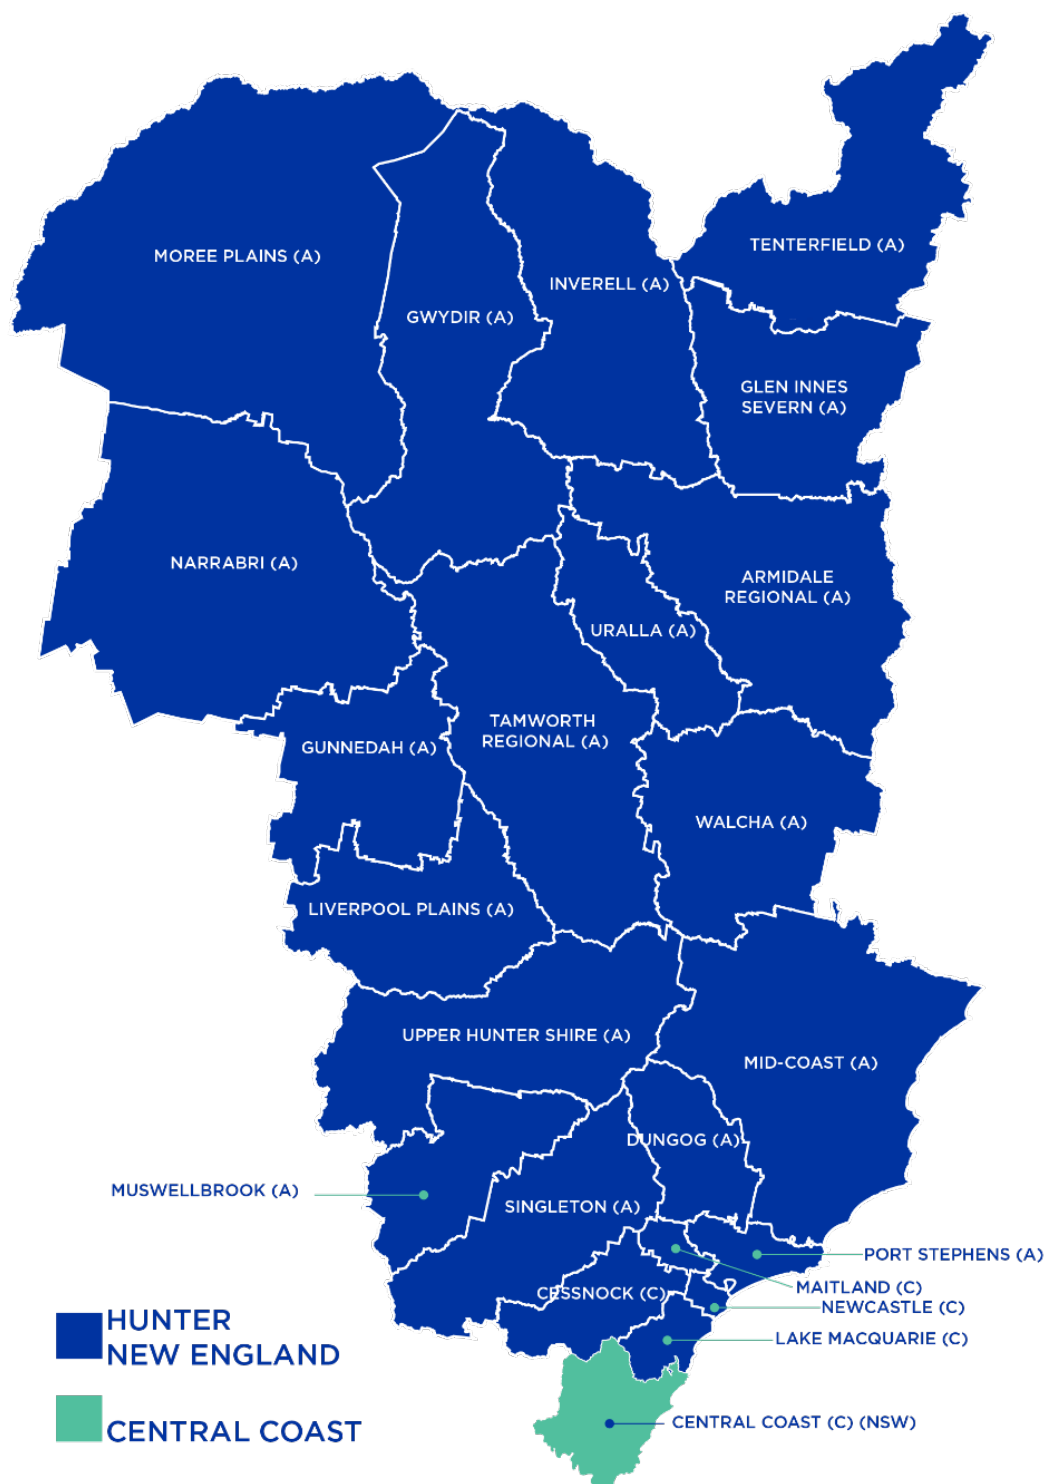 TENTERFIELD (A)
MOREE PLAINS (A)
INVERELL (A)
GWYDIR (A)
GLEN INNES
SEVERN (A)
NARRABRI (A)
ARMIDALE
REGIONAL (A)
URALLA (A)
TAMWORTH
REGIONAL (A)
GUNNEDAH (A)
WALCHA (A)
LIVERPOOL PLAINS (A)
UPPER HUNTER SHIRE (A)
MID-COAST (A)
DUNGOG (A)
MUSWELLBROOK (A)
SINGLETON (A)
PORT STEPHENS (A)
MAITLAND (C)
CESSNOCK (C)
NEWCASTLE (C)
LAKE MACQUARIE (C)
HUNTER
NEW ENGLAND
CENTRAL COAST
CENTRAL COAST (C) (NSW)